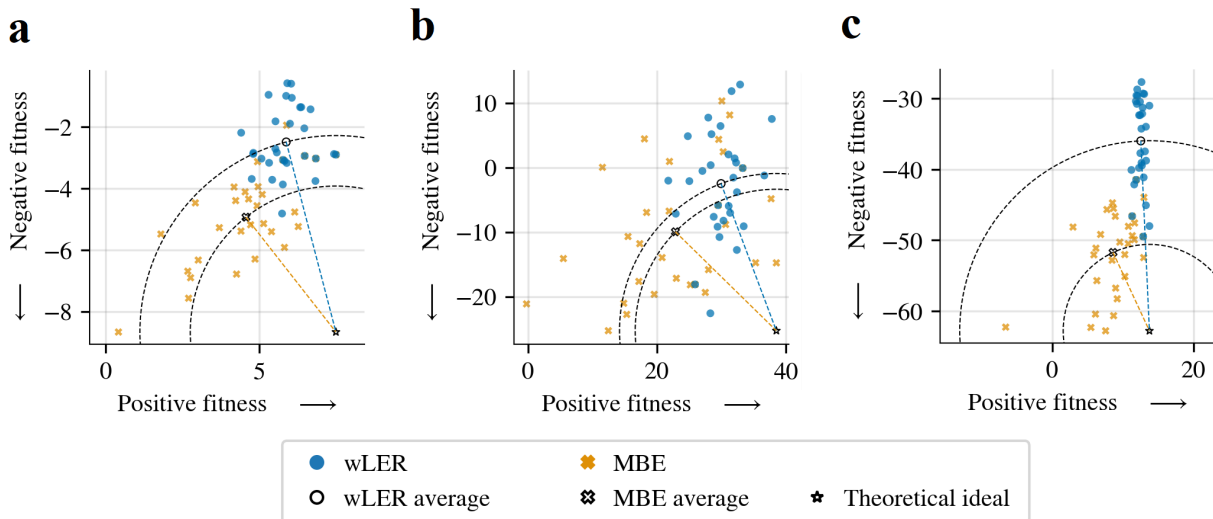 a
b
c
Negative fitness
−2
−4
−6
−8
0
5
Positive fitness
Negative fitness
10
0
−10
−20
0
20
40
Positive fitness
Negative fitness
−30
−40
−50
−60
0
20
Positive fitness
wLER
MBE
wLER average
MBE average
Theoretical ideal